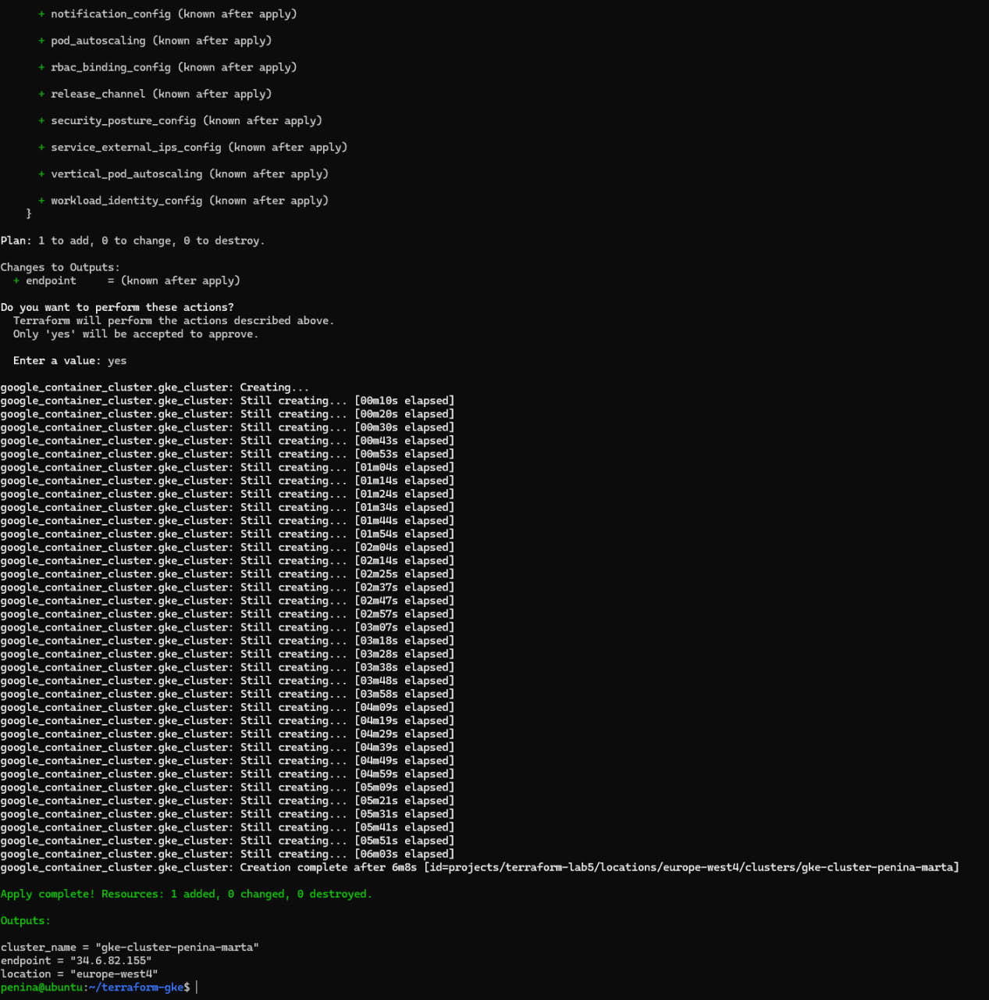 + notification_config (known after apply)
+ pod_autoscaling (known after apply)
+ rbac_binding_config (known after apply)
+ release_channel (known after apply)
+ security_posture_config (known after apply)
+ service_external_ips_config (known after apply)
+ vertical_pod_autoscaling (known after apply)
+ workload_identity_config (known after apply)
}
Plan: 1 to add, 0 to change, 0 to destroy.
Changes to Outputs:
+ endpoint     = (known after apply)
Do you want to perform these actions?
Terraform will perform the actions described above.
Only 'yes' will be accepted to approve.
Enter a value: yes
google_container_cluster.gke_cluster: Creating...
google_container_cluster.gke_cluster: Still creating... [00m10s elapsed]
google_container_cluster.gke_cluster: Still creating... [00m20s elapsed]
google_container_cluster.gke_cluster: Still creating... [00m30s elapsed]
google_container_cluster.gke_cluster: Still creating... [00m43s elapsed]
google_container_cluster.gke_cluster: Still creating... [00m53s elapsed]
google_container_cluster.gke_cluster: Still creating... [01m04s elapsed]
google_container_cluster.gke_cluster: Still creating... [01m14s elapsed]
google_container_cluster.gke_cluster: Still creating... [01m24s elapsed]
google_container_cluster.gke_cluster: Still creating... [01m34s elapsed]
google_container_cluster.gke_cluster: Still creating... [01m44s elapsed]
google_container_cluster.gke_cluster: Still creating... [01m54s elapsed]
google_container_cluster.gke_cluster: Still creating... [02m04s elapsed]
google_container_cluster.gke_cluster: Still creating... [02m14s elapsed]
google_container_cluster.gke_cluster: Still creating... [02m25s elapsed]
google_container_cluster.gke_cluster: Still creating... [02m37s elapsed]
google_container_cluster.gke_cluster: Still creating... [02m47s elapsed]
google_container_cluster.gke_cluster: Still creating... [02m57s elapsed]
google_container_cluster.gke_cluster: Still creating... [03m07s elapsed]
google_container_cluster.gke_cluster: Still creating... [03m18s elapsed]
google_container_cluster.gke_cluster: Still creating... [03m28s elapsed]
google_container_cluster.gke_cluster: Still creating... [03m38s elapsed]
google_container_cluster.gke_cluster: Still creating... [03m48s elapsed]
google_container_cluster.gke_cluster: Still creating... [03m58s elapsed]
google_container_cluster.gke_cluster: Still creating... [04m09s elapsed]
google_container_cluster.gke_cluster: Still creating... [04m19s elapsed]
google_container_cluster.gke_cluster: Still creating... [04m29s elapsed]
google_container_cluster.gke_cluster: Still creating... [04m39s elapsed]
google_container_cluster.gke_cluster: Still creating... [04m49s elapsed]
google_container_cluster.gke_cluster: Still creating... [04m59s elapsed]
google_container_cluster.gke_cluster: Still creating... [05m09s elapsed]
google_container_cluster.gke_cluster: Still creating... [05m21s elapsed]
google_container_cluster.gke_cluster: Still creating... [05m31s elapsed]
google_container_cluster.gke_cluster: Still creating... [05m41s elapsed]
google_container_cluster.gke_cluster: Still creating... [05m51s elapsed]
google_container_cluster.gke_cluster: Still creating... [06m03s elapsed]
google_container_cluster.gke_cluster: Creation complete after 6m8s [id=projects/terraform-lab5/locations/europe-west4/clusters/gke-cluster-penina-marta]
Apply complete! Resources: 1 added, 0 changed, 0 destroyed.
Outputs:
cluster_name = "gke-cluster-penina-marta"
endpoint = "34.6.82.155"
location = "europe-west4"
penina@ubuntu:~/terraform-gke$